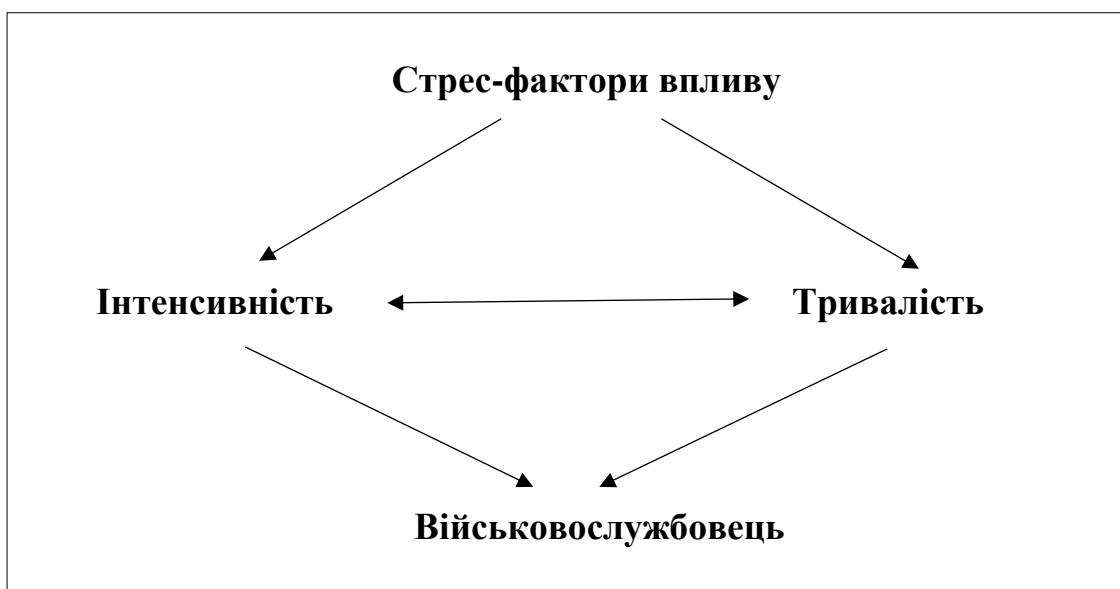 Стрес-фактори впливу
Інтенсивність
Тривалість
Військовослужбовець